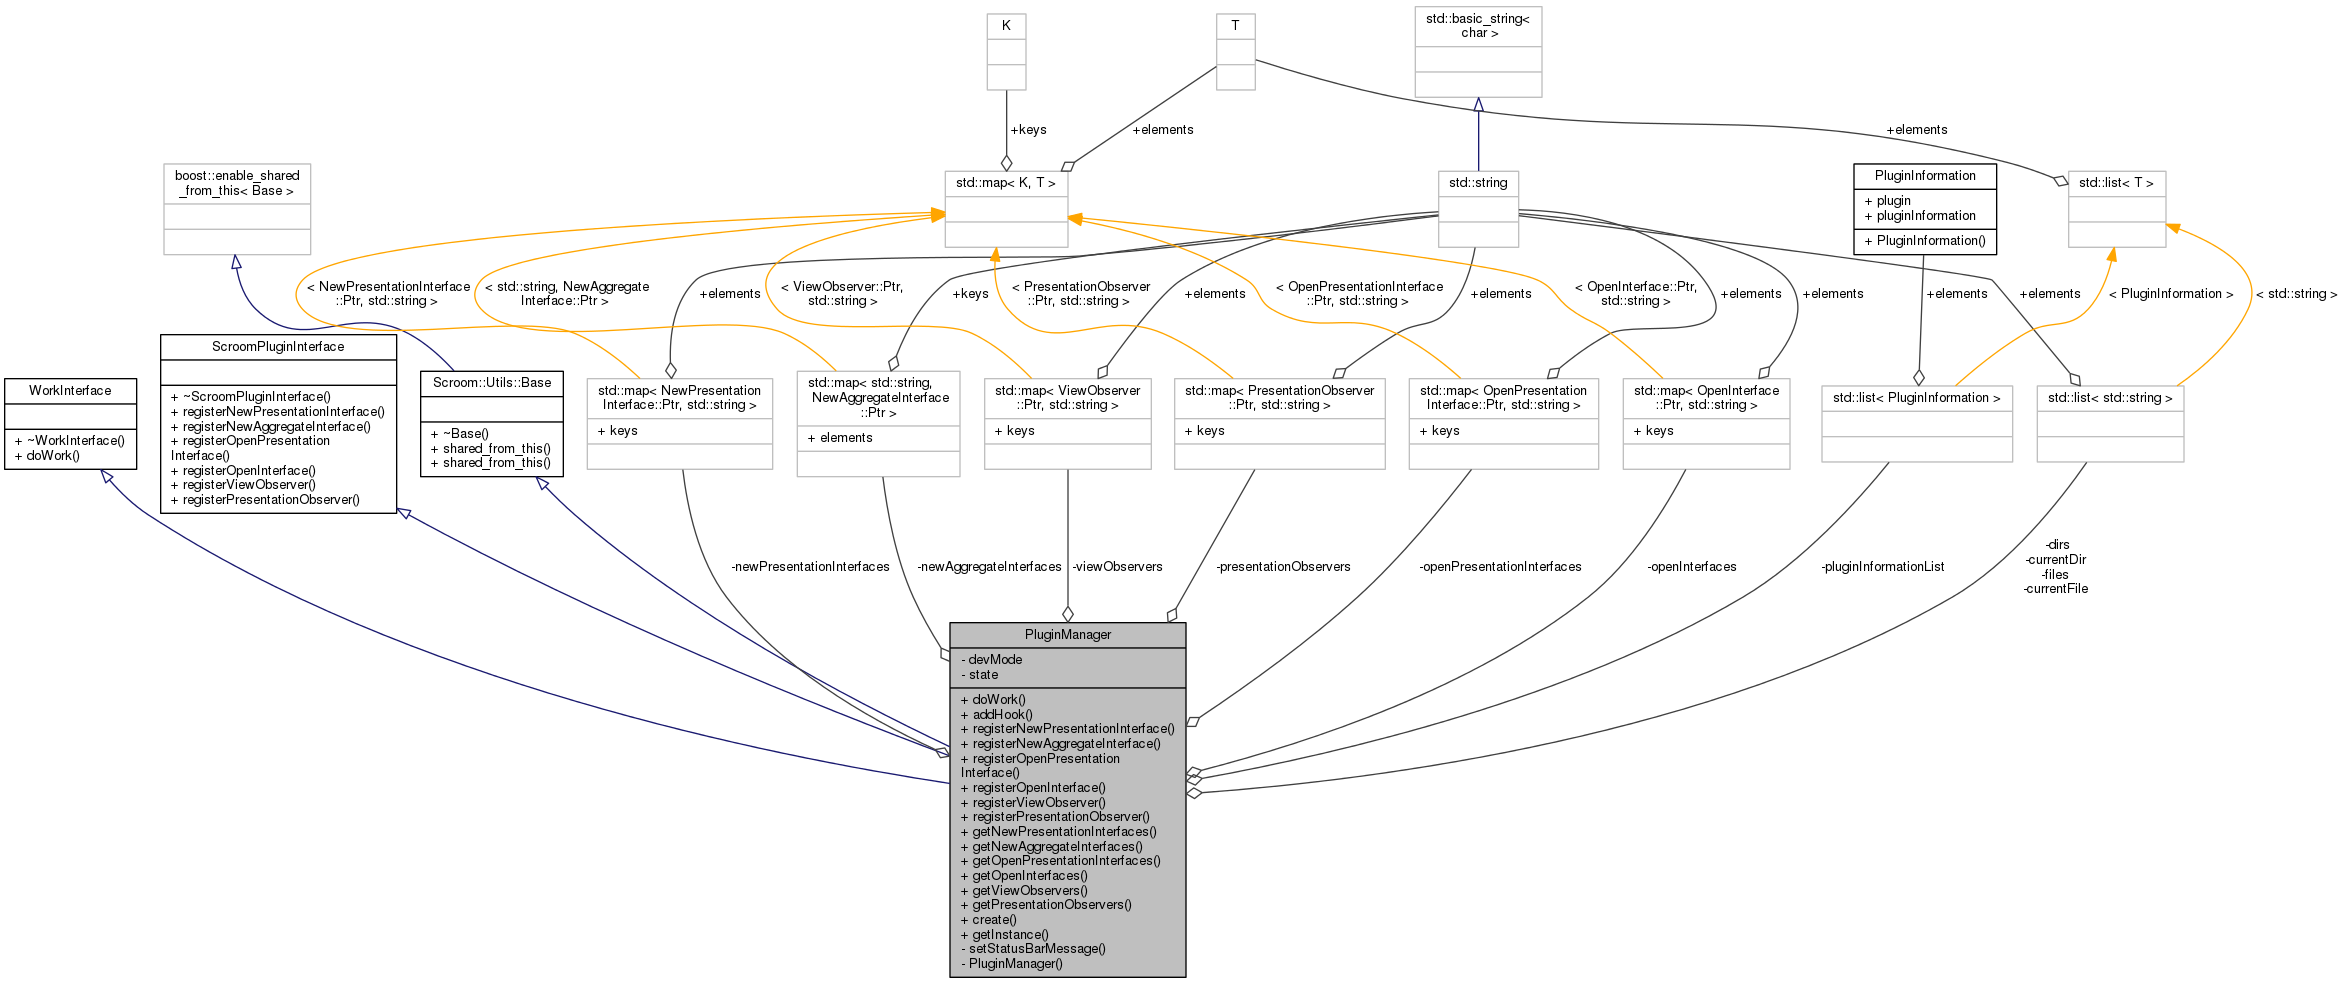 K
T
std::basic_string<
char >
+keys
+elements
+elements
boost::enable_shared
_from_this< Base >
std::map< K, T >
std::string
PluginInformation
+ plugin
+ pluginInformation
+ PluginInformation()
std::list< T >
< NewPresentationInterface
::Ptr, std::string >
< std::string, NewAggregate
Interface::Ptr >
+elements
< ViewObserver::Ptr,
std::string >
+keys
< PresentationObserver
::Ptr, std::string >
+elements
< OpenPresentationInterface
::Ptr, std::string >
+elements
< OpenInterface::Ptr,
std::string >
+elements
+elements
+elements
+elements
< PluginInformation >
< std::string >
WorkInterface
+ ~WorkInterface()
+ doWork()
ScroomPluginInterface
+ ~ScroomPluginInterface()
+ registerNewPresentationInterface()
+ registerNewAggregateInterface()
+ registerOpenPresentation
Interface()
+ registerOpenInterface()
+ registerViewObserver()
+ registerPresentationObserver()
Scroom::Utils::Base
+ ~Base()
+ shared_from_this()
+ shared_from_this()
std::map< NewPresentation
Interface::Ptr, std::string >
+ keys
std::map< std::string,
NewAggregateInterface
::Ptr >
+ elements
std::map< ViewObserver
::Ptr, std::string >
+ keys
std::map< PresentationObserver
::Ptr, std::string >
+ keys
std::map< OpenPresentation
Interface::Ptr, std::string >
+ keys
std::map< OpenInterface
::Ptr, std::string >
+ keys
std::list< PluginInformation >
std::list< std::string >
-newPresentationInterfaces
-newAggregateInterfaces
-viewObservers
-presentationObservers
-openPresentationInterfaces
-openInterfaces
-pluginInformationList
-dirs
-currentDir
-files
-currentFile
PluginManager
- devMode
- state
+ doWork()
+ addHook()
+ registerNewPresentationInterface()
+ registerNewAggregateInterface()
+ registerOpenPresentation
Interface()
+ registerOpenInterface()
+ registerViewObserver()
+ registerPresentationObserver()
+ getNewPresentationInterfaces()
+ getNewAggregateInterfaces()
+ getOpenPresentationInterfaces()
+ getOpenInterfaces()
+ getViewObservers()
+ getPresentationObservers()
+ create()
+ getInstance()
- setStatusBarMessage()
- PluginManager()